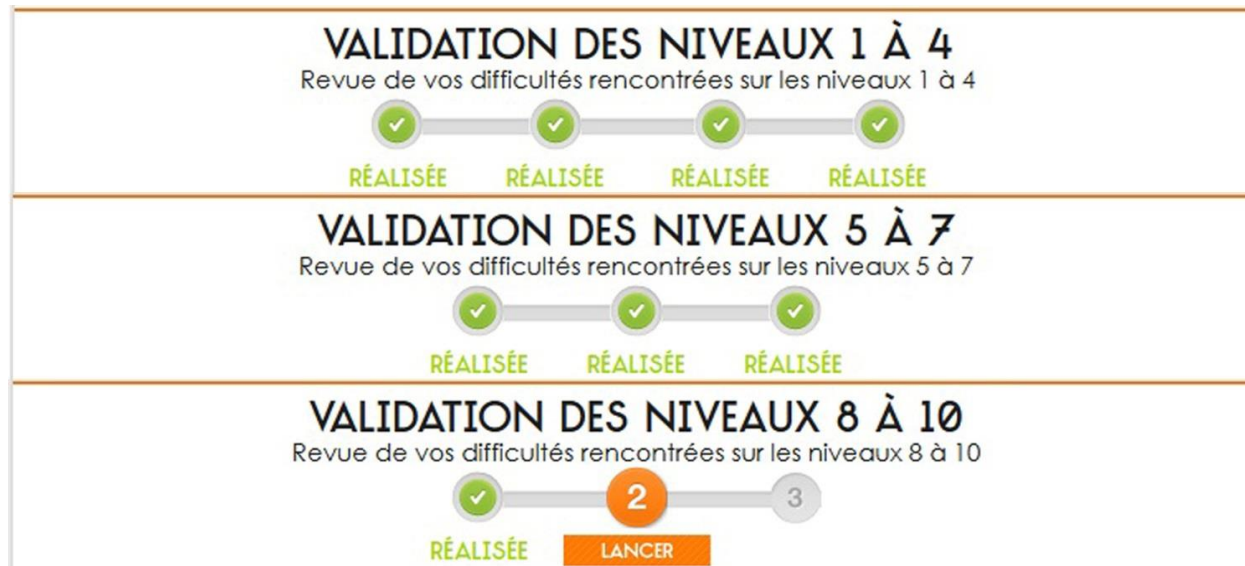 VALIDATION DES NIVEAUX 1 À 4
Revue de vos difficultés rencontrées sur les niveaux 1 à 4
RÉALISÉE RÉALISÉE RÉALISÉE RÉALISÉE
VALIDATION DES NIVEAUX 5 À 7
Revue de vos difficultés rencontrées sur les niveaux 5 à 7
RÉALISÉE RÉALISÉE RÉALISÉE
VALIDATION DES NIVEAUX 8 À 10
Revue de vos difficultés rencontrées sur les niveaux 8 à 10
2 3
RÉALISÉE LANCER